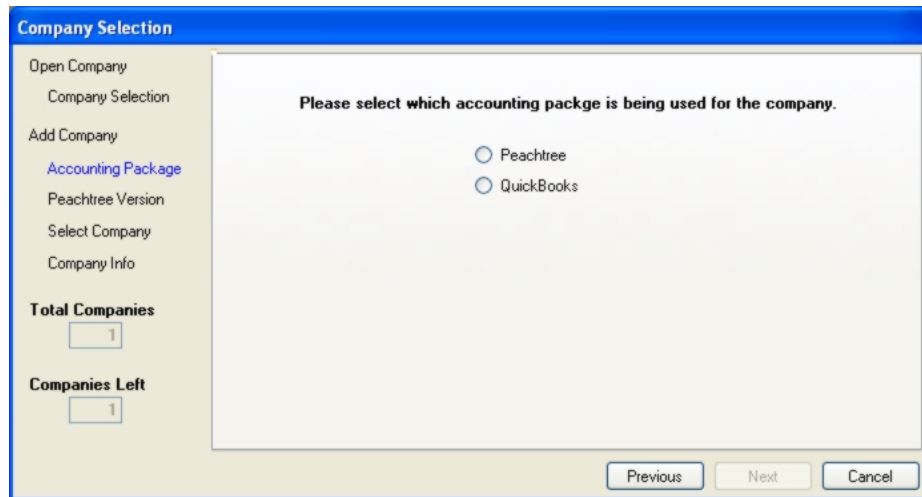 Company Selection
Open Company
Company Selection
Add Company
Accounting Package
Peachtree Version
Select Company
Company Info
Total Companies
1
Companies Left
1
Please select which accounting packge is being used for the company.
Peachtree
QuickBooks
Previous
Next
Cancel